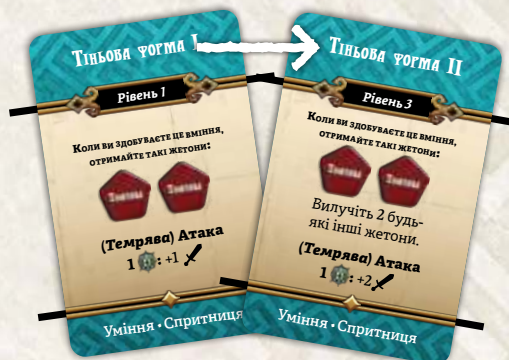 Тіньова форма I
Рівень 1
Коли ви здобуваєте це вміння,
отримайте такі жетони:
(Темрява) Атака
1 : +1
Уміння • Спритниця
Тіньова форма II
Рівень 3
Коли ви здобуваєте це вміння,
отримайте такі жетони:
Вилучіть 2 будь-
які інші жетони.
(Темрява) Атака
1 : +2
Уміння • Спритниця